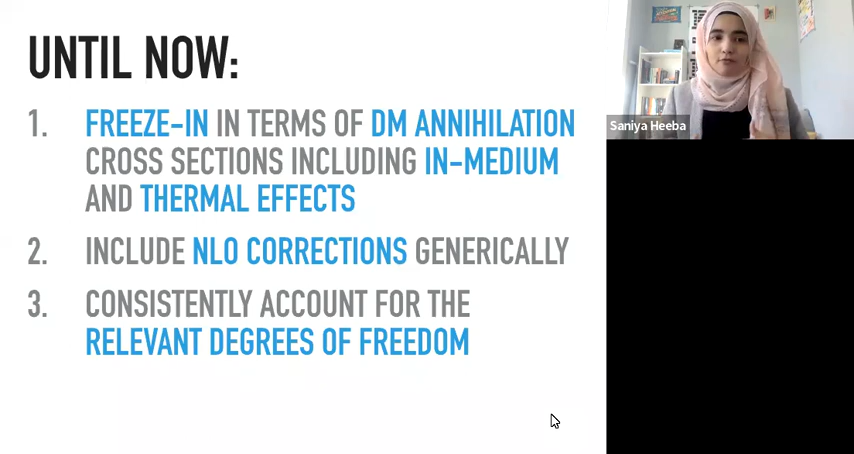 UNTIL NOW:
1. FREEZE-IN IN TERMS OF DM ANNIHILATION
CROSS SECTIONS INCLUDING IN-MEDIUM
AND THERMAL EFFECTS
2. INCLUDE NLO CORRECTIONS GENERICALLY
3. CONSISTENTLY ACCOUNT FOR THE
RELEVANT DEGREES OF FREEDOM
Saniya Heeba